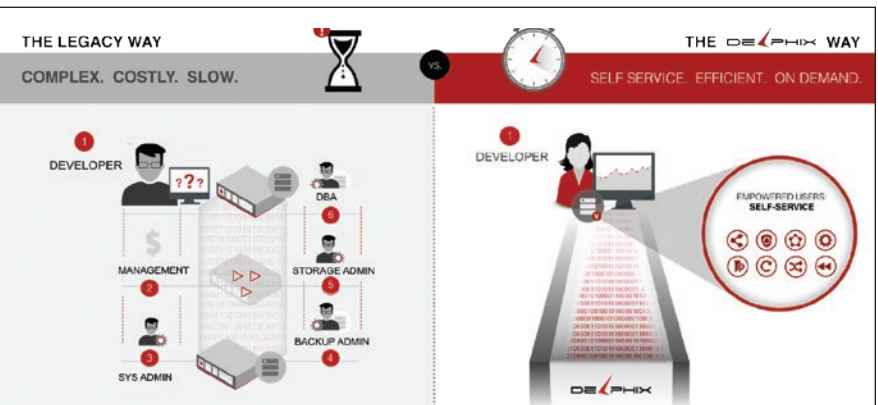 THE LEGACY WAY
COMPLEX. COSTLY. SLOW.
!
VS.
THE DELPHIX WAY
SELF SERVICE. EFFICIENT. ON DEMAND.
1
DEVELOPER
???
DBA
6
$
MANAGEMENT
2
STORAGE ADMIN
5
3
SYS ADMIN
BACKUP ADMIN
4
1
DEVELOPER
EMPOWERED USERS:
SELF-SERVICE
DELPHIX